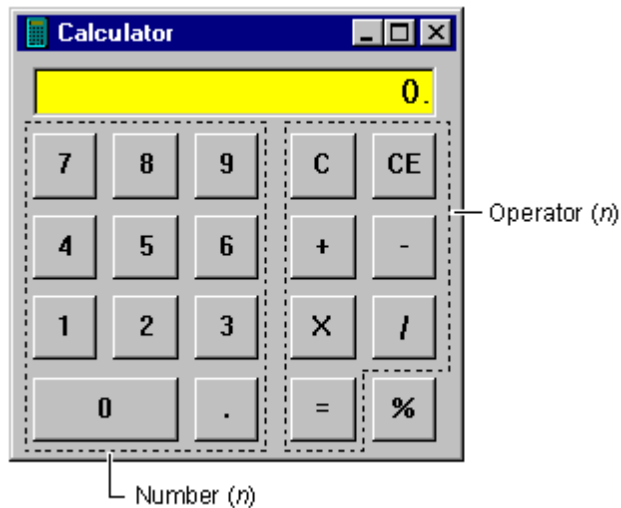 Calculator
0.
7 8 9 C CE
Operator (n)
4 5 6 + -
1 2 3 X /
0 . = %
Number (n)